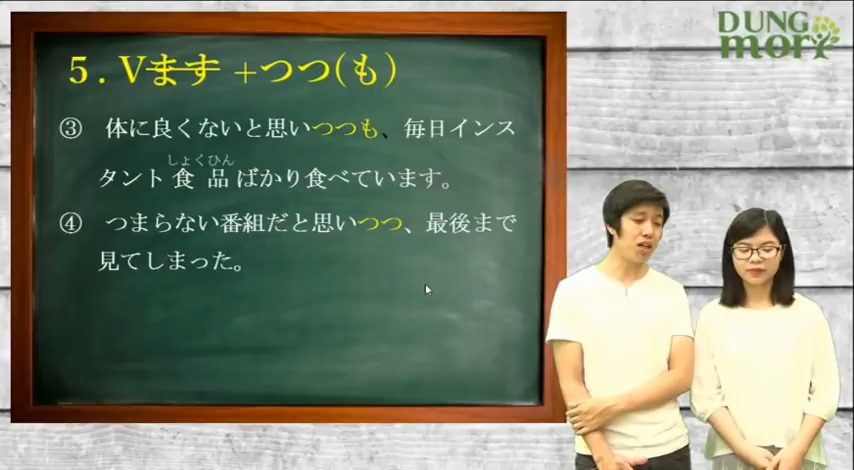 DUNG
mori
5. Vます +つつ(も)
③ 体に良くないと思いつつも、毎日インス
しょくひん
タント食品ばかり食べています。
④ つまらない番組だと思いつつ、最後まで
見てしまった。